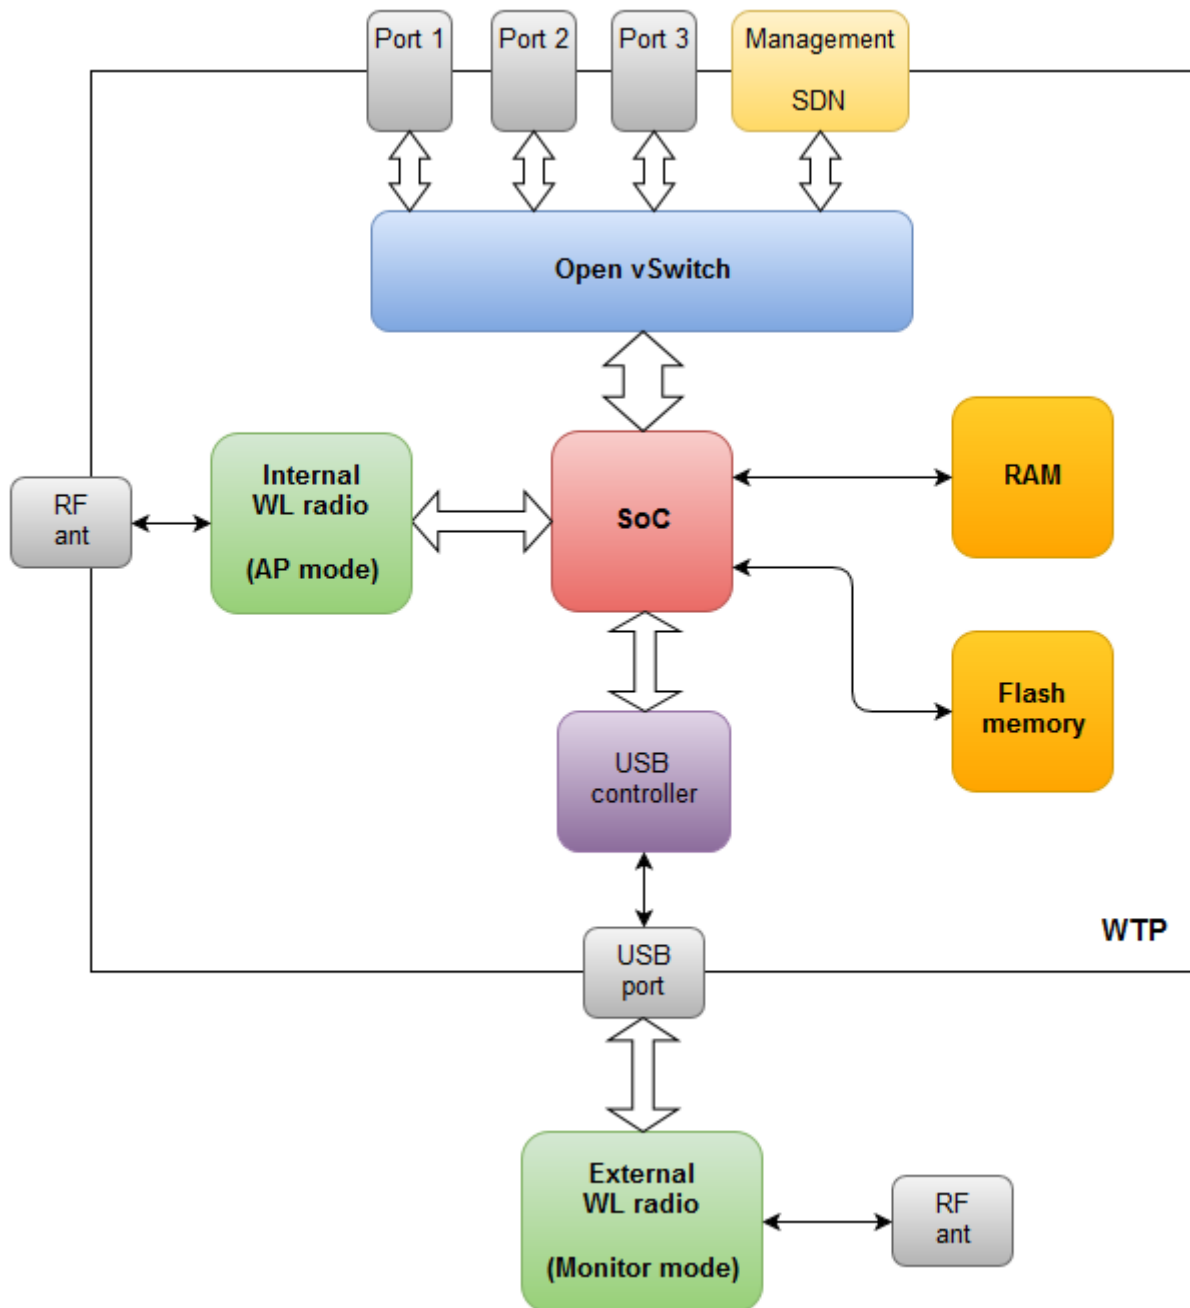 Port 1
Port 2
Port 3
Management
SDN
Open vSwitch
Internal
WL radio
(AP mode)
RF
ant
SoC
RAM
Flash
memory
USB
controller
WTP
USB
port
External
WL radio
(Monitor mode)
RF
ant